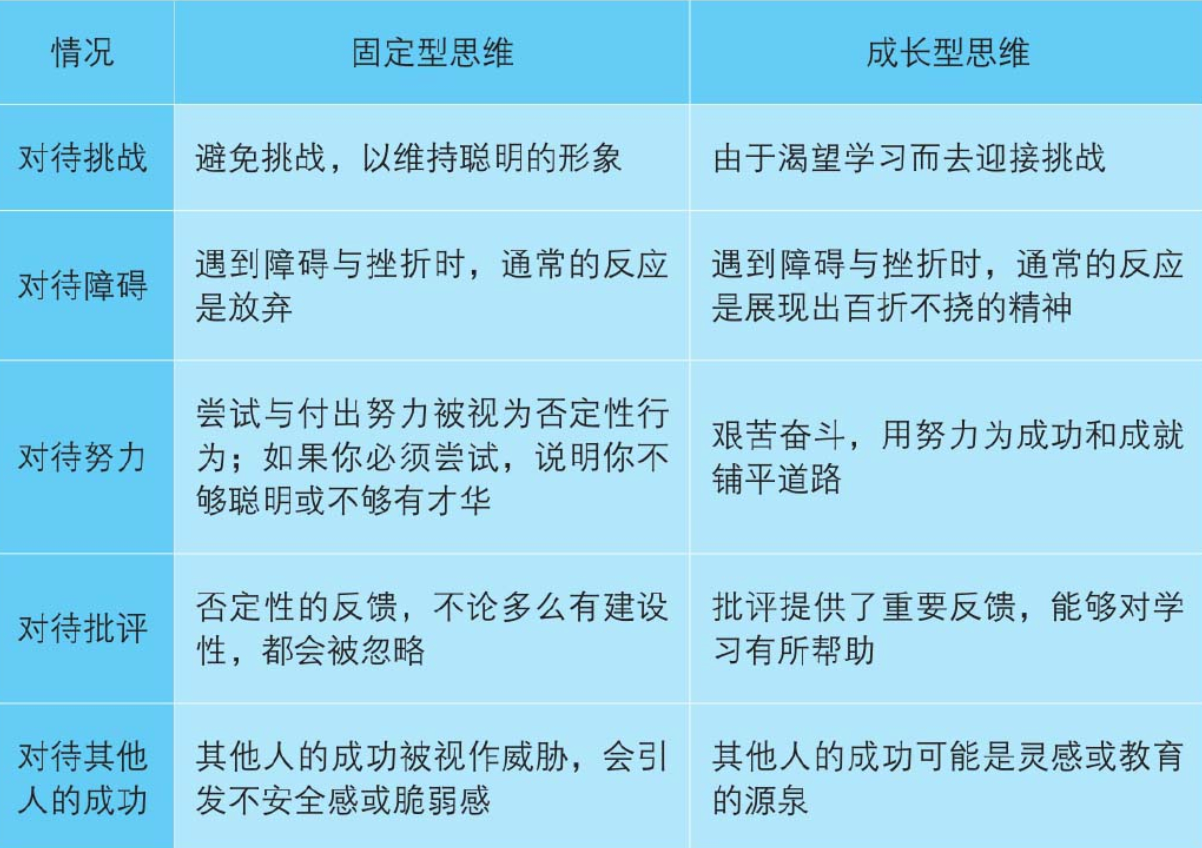 情况
固定型思维
成长型思维
对待挑战
避免挑战，以维持聪明的形象
由于渴望学习而去迎接挑战
对待障碍
遇到障碍与挫折时，通常的反应
是放弃
遇到障碍与挫折时，通常的反应
是展现出百折不挠的精神
对待努力
尝试与付出努力被视为否定性行
为；如果你必须尝试，说明你不
够聪明或不够有才华
艰苦奋斗，用努力为成功和成就
铺平道路
对待批评
否定性的反馈，不论多么有建设
性，都会被忽略
批评提供了重要反馈，能够对学
习有所帮助
对待其他
人的成功
其他人的成功被视作威胁，会引
发不安全感或脆弱感
其他人的成功可能是灵感或教育
的源泉